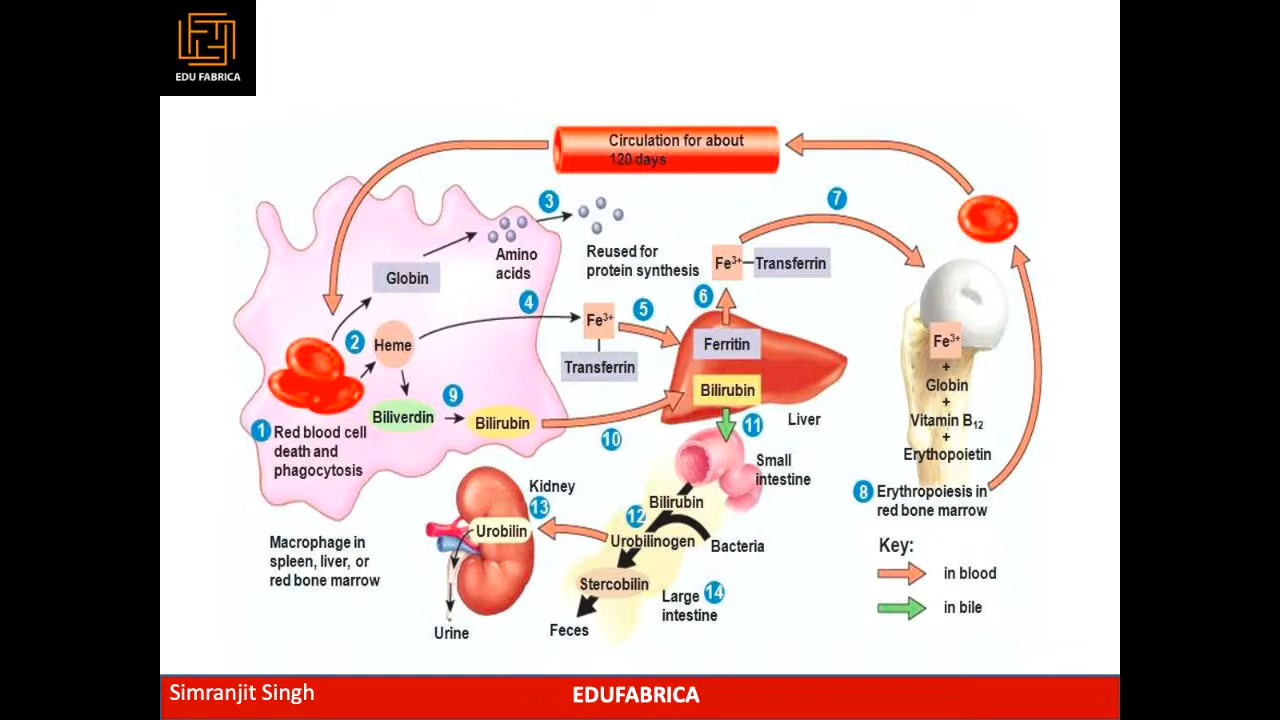 EDU FABRICA
Circulation for about
120 days
3
7
Amino
acids
Reused for
protein synthesis
Fe3+
Transferrin
Globin
4
5
6
Fe3+
Transferrin
2
Heme
Ferritin
Fe3+
+
Globin
+
Vitamin B12
+
Erythopoietin
Biliverdin
9
Bilirubin
Bilirubin
10
11
Liver
1
Red blood cell
death and
phagocytosis
Small
intestine
Kidney
13
Bilirubin
8
Erythropoiesis in
red bone marrow
12
Urobilin
Urobilinogen
Bacteria
Macrophage in
spleen, liver, or
red bone marrow
Stercobilin
Large
intestine
14
Urine
Feces
Key:
in blood
in bile
Simranjit Singh
EDUFABRICA